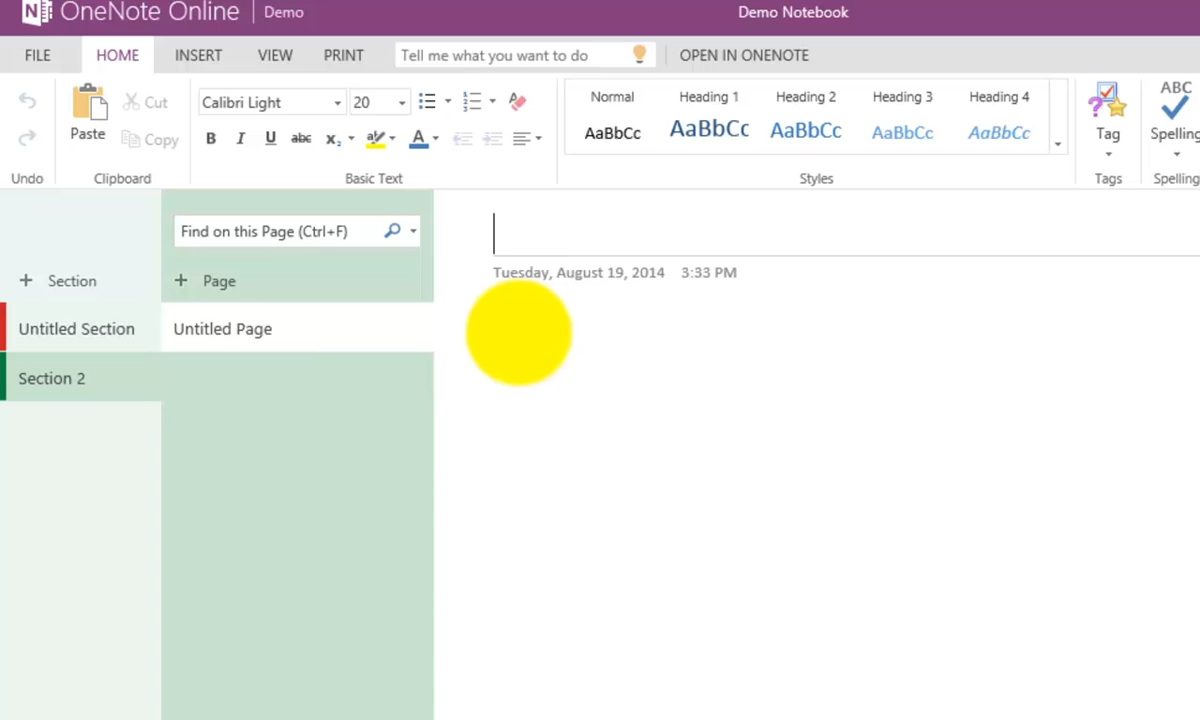 OneNote Online Demo Demo Notebook
FILE HOME INSERT VIEW PRINT Tell me what you want to do OPEN IN ONENOTE
Paste Cut Copy
Calibri Light 20
B I U abc x₂ A
Normal Heading 1 Heading 2 Heading 3 Heading 4
AaBbCc AaBbCc AaBbCc AaBbCc AaBbCc
Tag ABC Spelling
Undo Clipboard Basic Text Styles Tags Spelling
Find on this Page (Ctrl+F)
+ Section + Page
Tuesday, August 19, 2014 3:33 PM
Untitled Section Untitled Page
Section 2